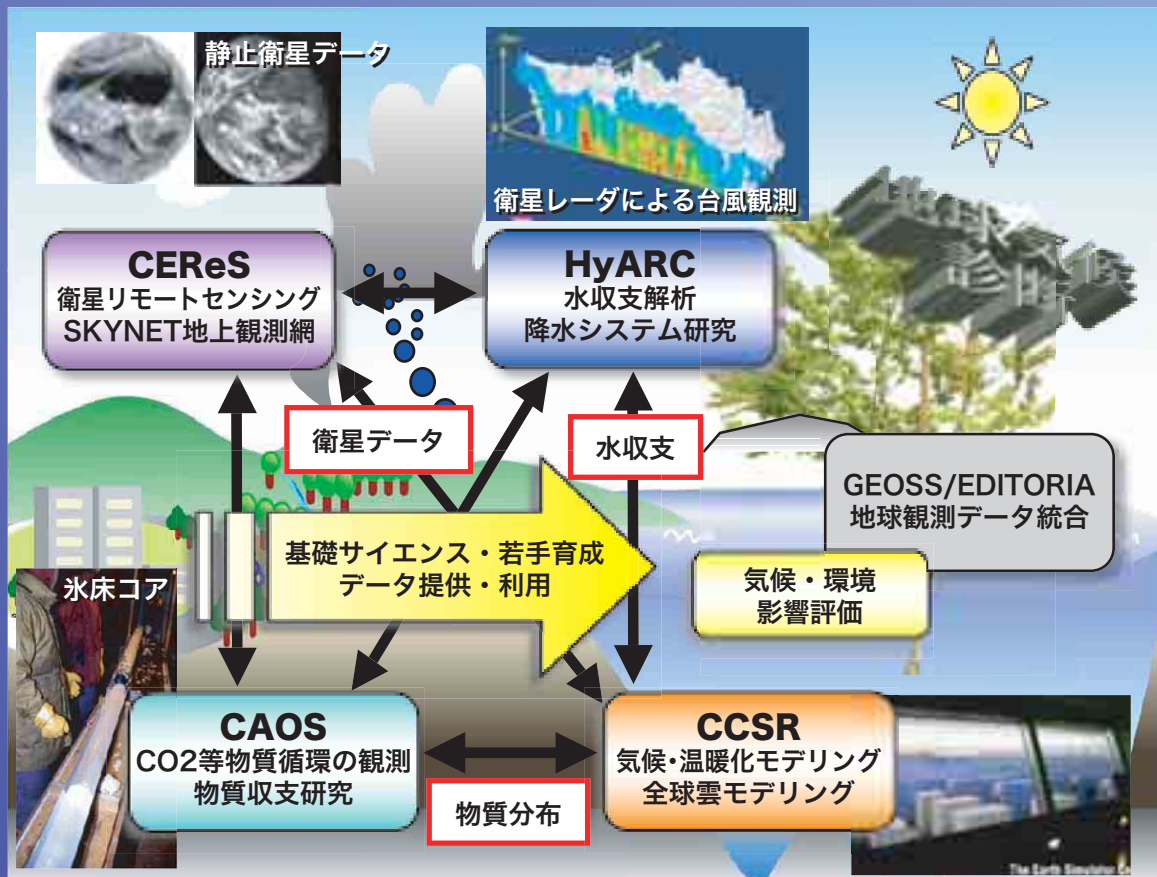 静止衛星データ
衛星レーダによる台風観測
CEReS
衛星リモートセンシング
SKYNET地上観測網
HyARC
水収支解析
降水システム研究
衛星データ
水収支
GEOSS/EDITORIA
地球観測データ統合
基礎サイエンス・若手育成
データ提供・利用
気候・環境
影響評価
氷床コア
CAOS
CO2等物質循環の観測
物質収支研究
CCSR
気候・温暖化モデリング
全球雲モデリング
物質分布
The Earth Simulator